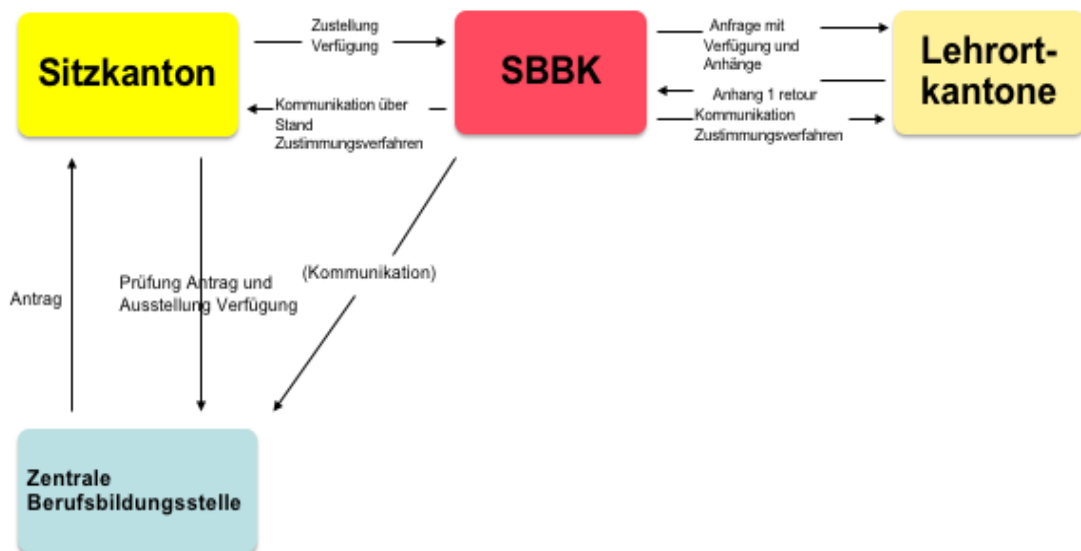 Sitzkanton
Zustellung
Verfügung
Kommunikation über
Stand
Zustimmungsverfahren
SBBK
Anfrage mit
Verfügung und
Anhänge
Anhang 1 retour
Kommunikation
Zustimmungsverfahren
Lehrort-
kantone
Antrag
Prüfung Antrag und
Ausstellung Verfügung
(Kommunikation)
Zentrale
Berufsbildungsstelle